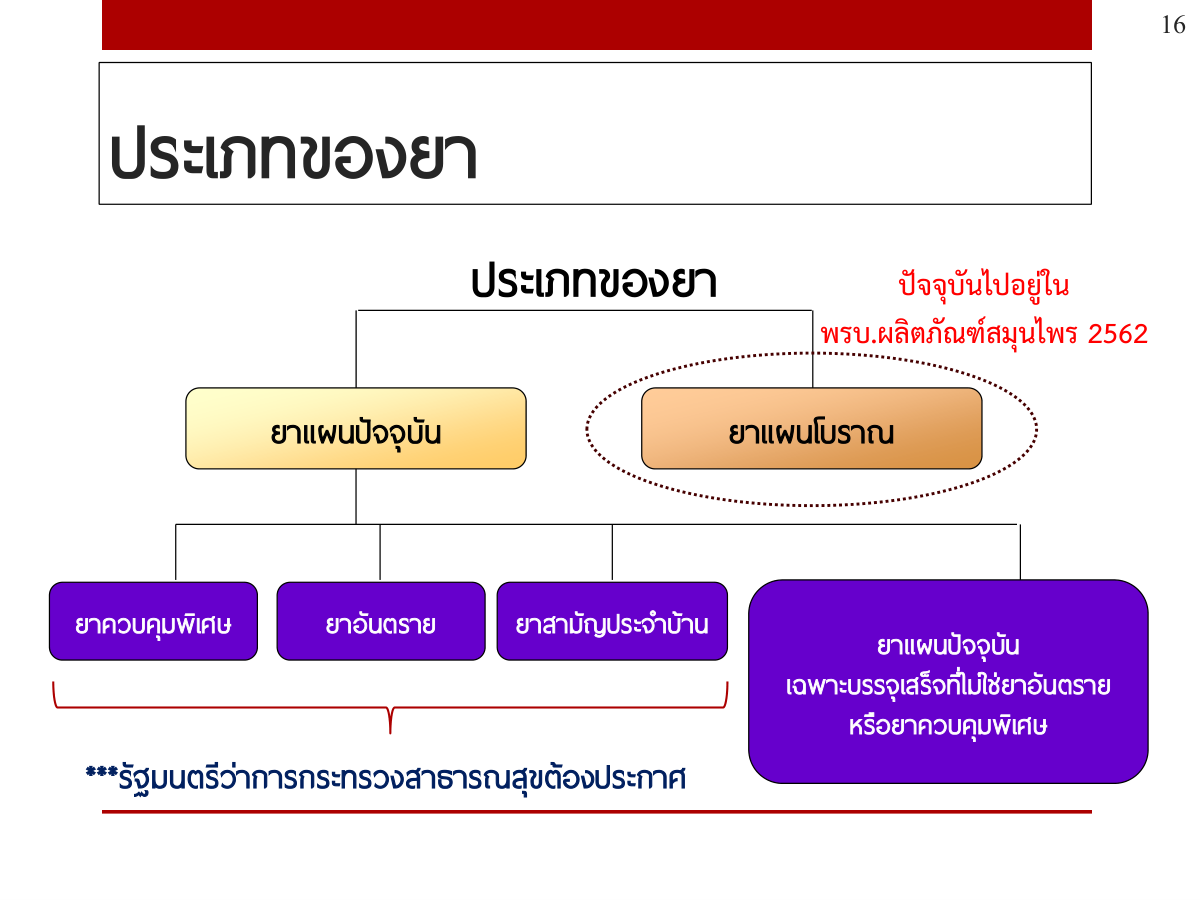 16
ประเภทของยา
ประเภทของยา
ปัจจุบันไปอยู่ใน
พรบ.ผลิตภัณฑ์สมุนไพร 2562
ยาแผนปัจจุบัน
ยาแผนโบราณ
ยาควบคุมพิเศษ
ยาอันตราย
ยาสามัญประจำบ้าน
ยาแผนปัจจุบัน
เฉพาะบรรจุเสร็จที่ไม่ใช่ยาอันตราย
หรือยาควบคุมพิเศษ
***รัฐมนตรีว่าการกระทรวงสาธารณสุขต้องประกาศ